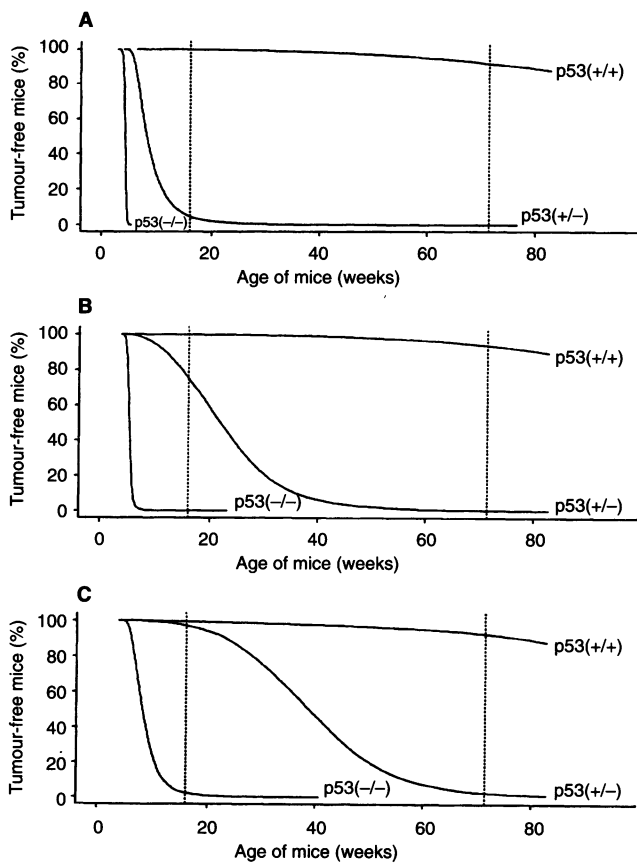 A
Tumour-free mice (%)
100
80
60
40
20
0
p53(+/+)
p53(−/−)
p53(+/−)
0 20 40 60 80
Age of mice (weeks)
B
Tumour-free mice (%)
100
80
60
40
20
0
p53(+/+)
p53(−/−)
p53(+/−)
0 20 40 60 80
Age of mice (weeks)
C
Tumour-free mice (%)
100
80
60
40
20
0
p53(+/+)
p53(−/−)
p53(+/−)
0 20 40 60 80
Age of mice (weeks)